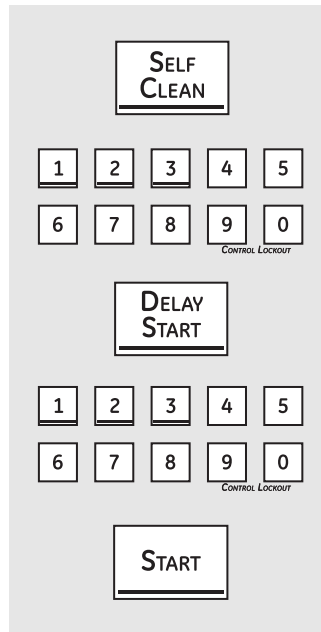 SELF
CLEAN
1 2 3 4 5
6 7 8 9 0
CONTROL LOCKOUT
DELAY
START
1 2 3 4 5
6 7 8 9 0
CONTROL LOCKOUT
START